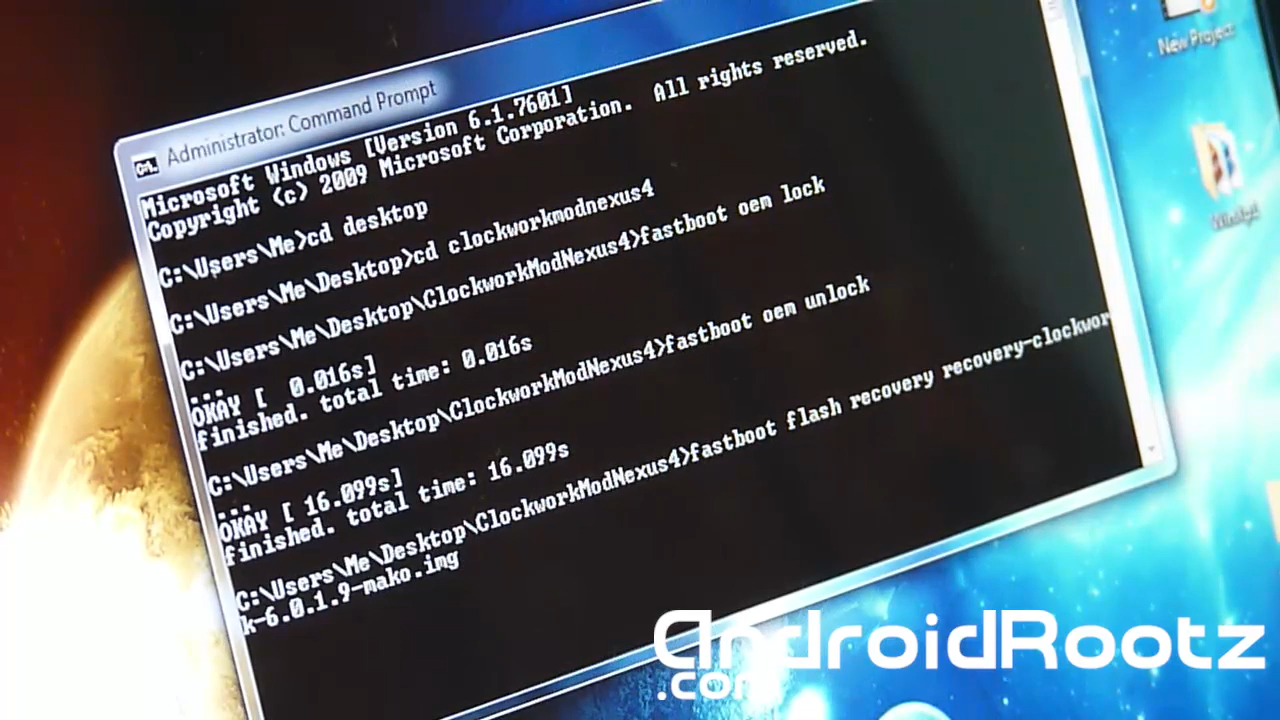 New Project
Administrator: Command Prompt
Microsoft Windows [Version 6.1.7601]
Copyright (c) 2009 Microsoft Corporation.  All rights reserved.
C:\Users\Me>cd desktop
C:\Users\Me\Desktop>cd clockworkmodnexus4
C:\Users\Me\Desktop\ClockworkModNexus4>fastboot oem lock
...
OKAY [  0.016s]
finished. total time: 0.016s
C:\Users\Me\Desktop\ClockworkModNexus4>fastboot oem unlock
...
OKAY [ 16.099s]
finished. total time: 16.099s
C:\Users\Me\Desktop\ClockworkModNexus4>fastboot flash recovery recovery-clockwor
k-6.0.1.9-mako.img
AndroidRootz
.com